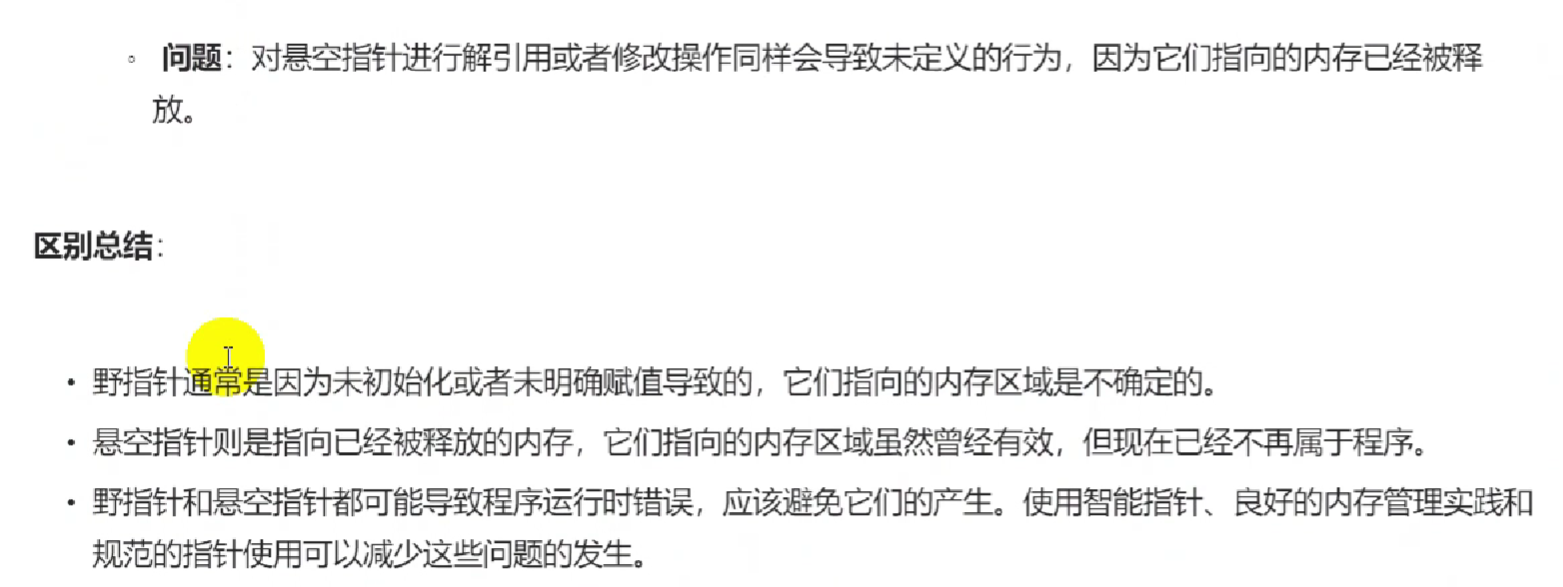 ◦ 问题：对悬空指针进行解引用或者修改操作同样会导致未定义的行为，因为它们指向的内存已经被释
放。
区别总结：
• 野指针通常是因为未初始化或者未明确赋值导致的，它们指向的内存区域是不确定的。
• 悬空指针则是指向已经被释放的内存，它们指向的内存区域虽然曾经有效，但现在已经不再属于程序。
• 野指针和悬空指针都可能导致程序运行时错误，应该避免它们的产生。使用智能指针、良好的内存管理实践和
规范的指针使用可以减少这些问题的发生。